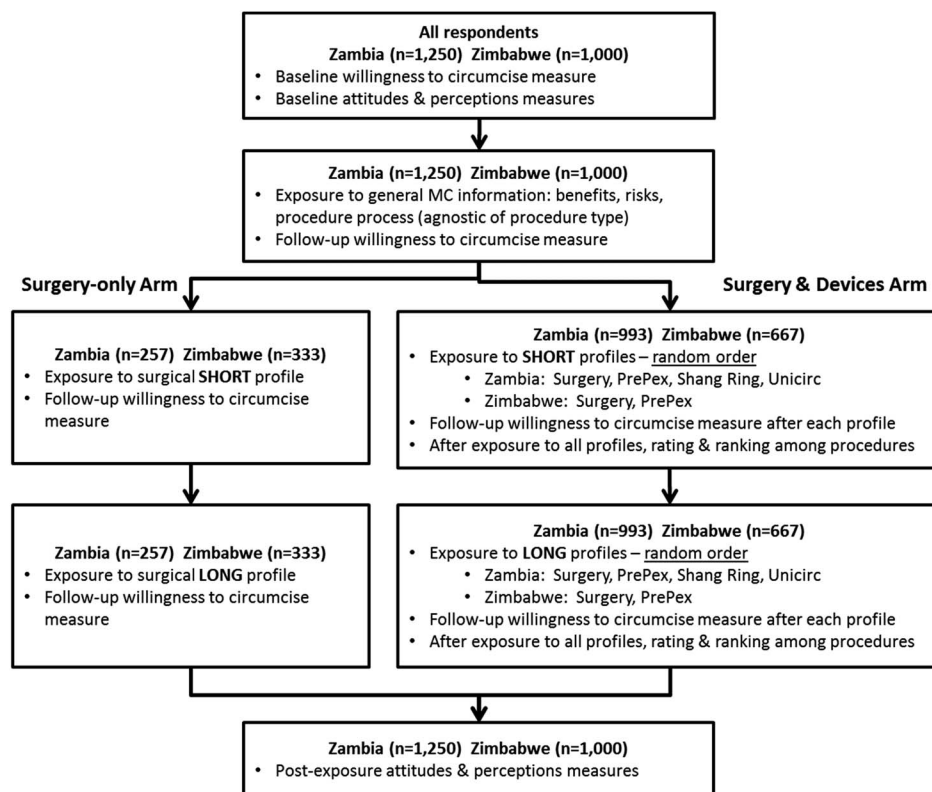 All respondents
Zambia (n=1,250) Zimbabwe (n=1,000)
• Baseline willingness to circumcise measure
• Baseline attitudes & perceptions measures
Zambia (n=1,250) Zimbabwe (n=1,000)
• Exposure to general MC information: benefits, risks,
procedure process (agnostic of procedure type)
• Follow-up willingness to circumcise measure
Surgery-only Arm
Surgery & Devices Arm
Zambia (n=257) Zimbabwe (n=333)
• Exposure to surgical SHORT profile
• Follow-up willingness to circumcise
measure
Zambia (n=993) Zimbabwe (n=667)
• Exposure to SHORT profiles – random order
• Zambia: Surgery, PrePex, Shang Ring, Unicirc
• Zimbabwe: Surgery, PrePex
• Follow-up willingness to circumcise measure after each profile
• After exposure to all profiles, rating & ranking among procedures
Zambia (n=257) Zimbabwe (n=333)
• Exposure to surgical LONG profile
• Follow-up willingness to circumcise
measure
Zambia (n=993) Zimbabwe (n=667)
• Exposure to LONG profiles – random order
• Zambia: Surgery, PrePex, Shang Ring, Unicirc
• Zimbabwe: Surgery, PrePex
• Follow-up willingness to circumcise measure after each profile
• After exposure to all profiles, rating & ranking among procedures
Zambia (n=1,250) Zimbabwe (n=1,000)
• Post-exposure attitudes & perceptions measures